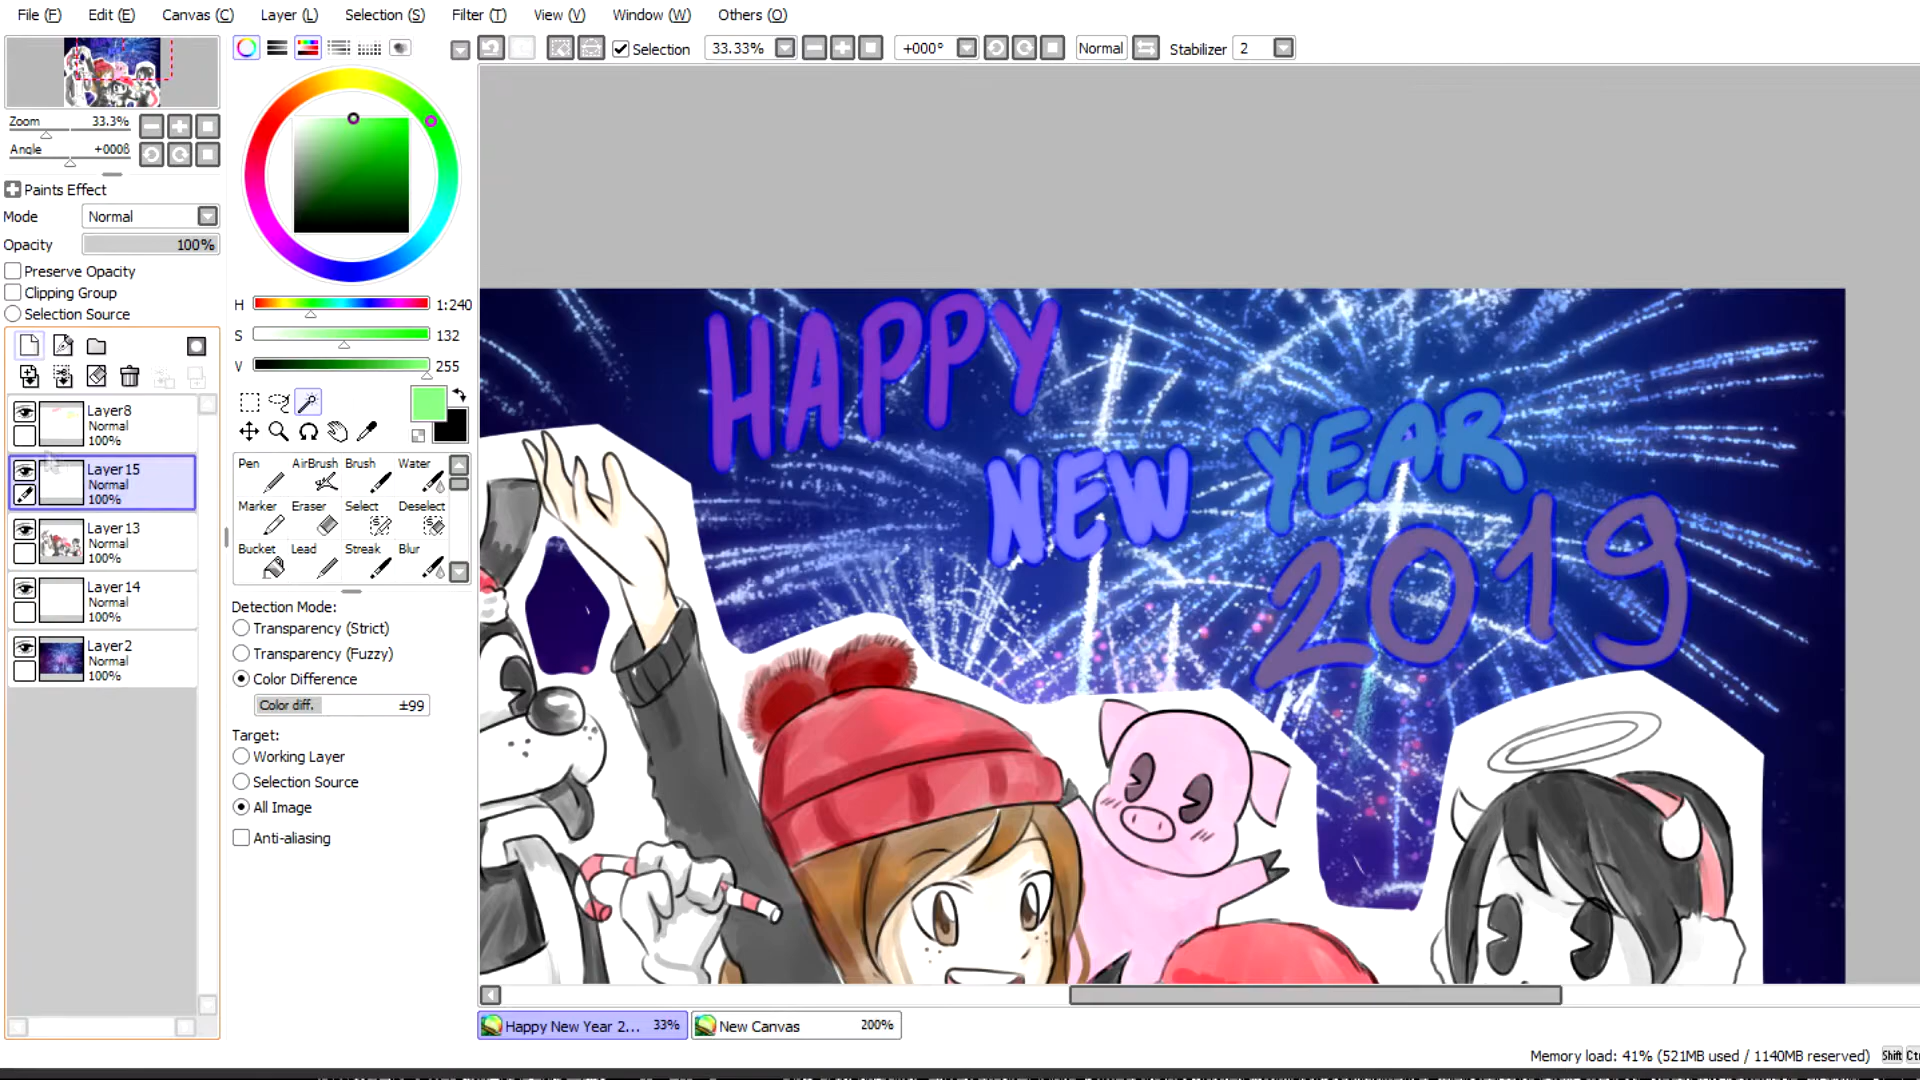 File (F) Edit (E) Canvas (C) Layer (L) Selection (S) Filter (T) View (V) Window (W) Others (O)
Selection 33.33% +000° Normal Stabilizer 2
Zoom 33.3%
Angle +000ß
Paints Effect
Mode Normal
Opacity 100%
Preserve Opacity
Clipping Group
Selection Source
Layer8
Normal
100%
Layer15
Normal
100%
Layer13
Normal
100%
Layer14
Normal
100%
Layer2
Normal
100%
H 1:240
S 132
V 255
Pen AirBrush Brush Water
Marker Eraser Select Deselect
Bucket Lead Streak Blur
Detection Mode:
Transparency (Strict)
Transparency (Fuzzy)
Color Difference
Color diff. ±99
Target:
Working Layer
Selection Source
All Image
Anti-aliasing
HAPPY
NEW YEAR
2019
Happy New Year 2... 33% New Canvas 200%
Memory load: 41% (521MB used / 1140MB reserved) Shift